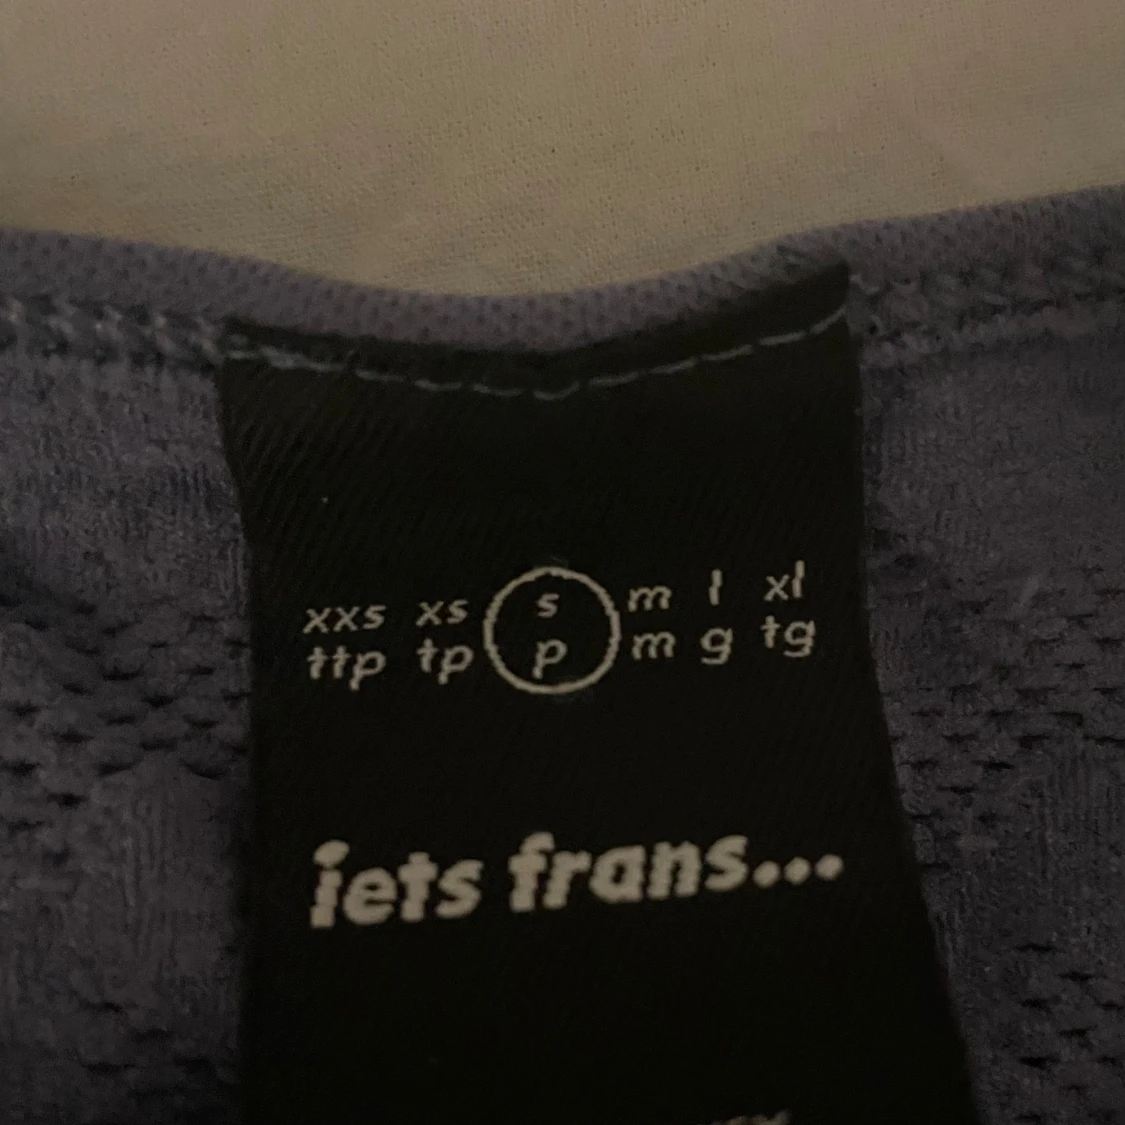 xxs xs s m l xl
ttp tp p m g tg
iets frans...